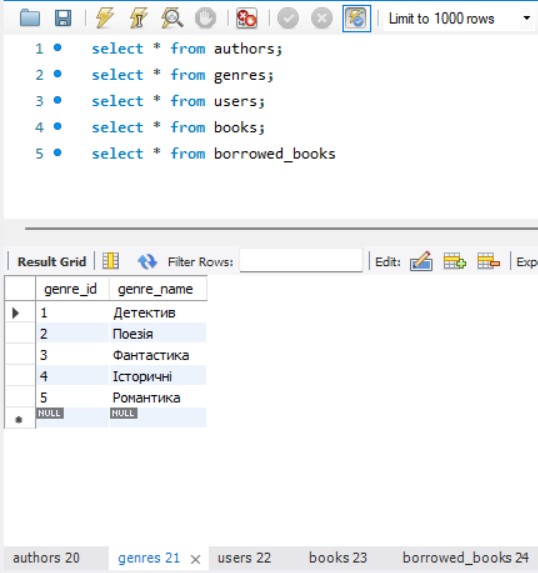 Limit to 1000 rows
1 select * from authors;
2 select * from genres;
3 select * from users;
4 select * from books;
5 select * from borrowed_books
Result Grid Filter Rows: Edit: Exp
genre_id genre_name
1 Детектив
2 Поезія
3 Фантастика
4 Історичні
5 Романтика
NULL NULL
authors 20 genres 21 users 22 books 23 borrowed_books 24